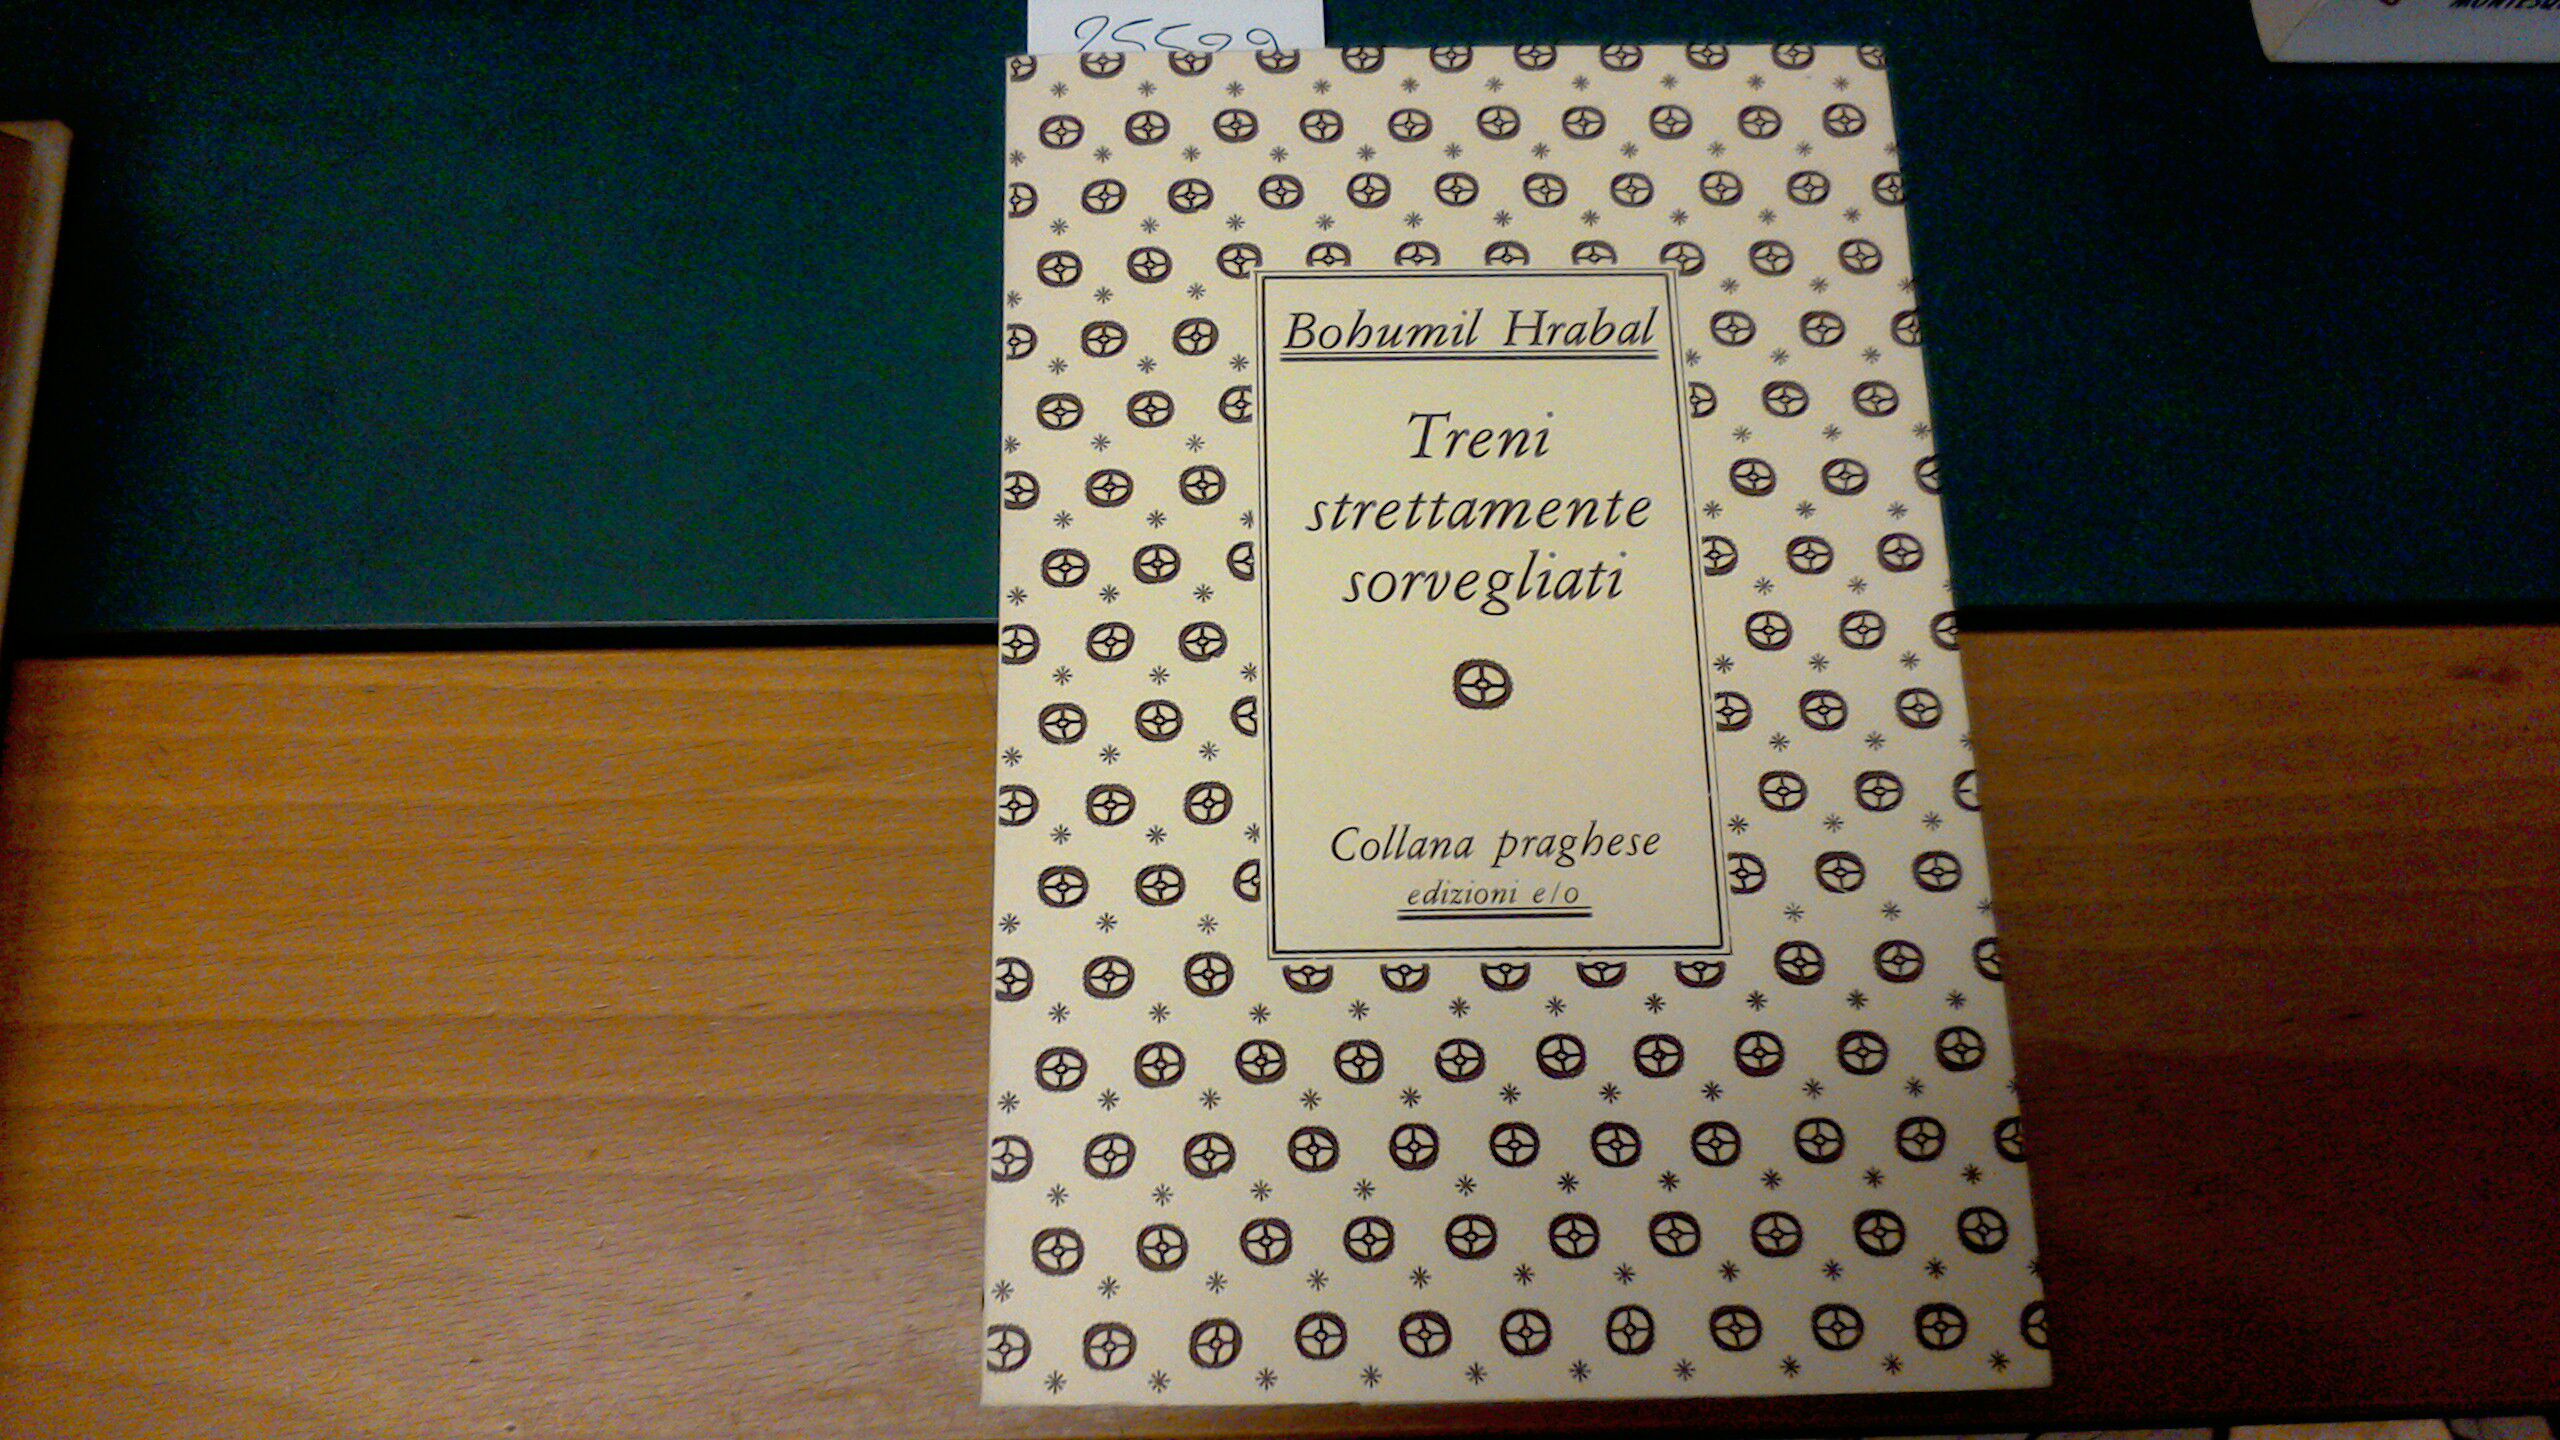 Bohumil Hrabal
Treni
strettamente
sorvegliati
Collana praghese
edizioni e/o